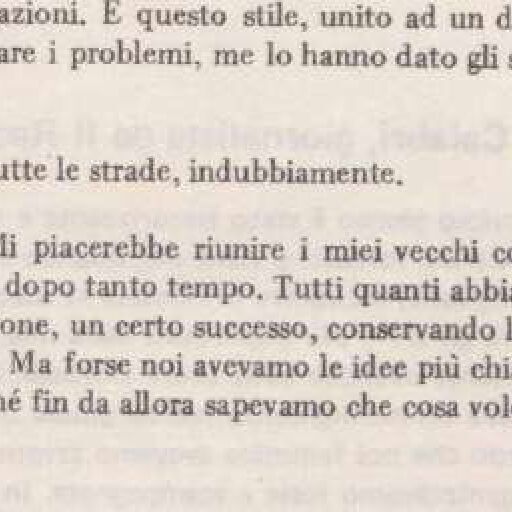 azioni. E questo stile, unito ad un d
are i problemi, me lo hanno dato gli s
utte le strade, indubbiamente.
Mi piacerebbe riunire i miei vecchi co
dopo tanto tempo. Tutti quanti abbia
one, un certo successo, conservando l
Ma forse noi avevamo le idee più chi
né fin da allora sapevamo che cosa vol